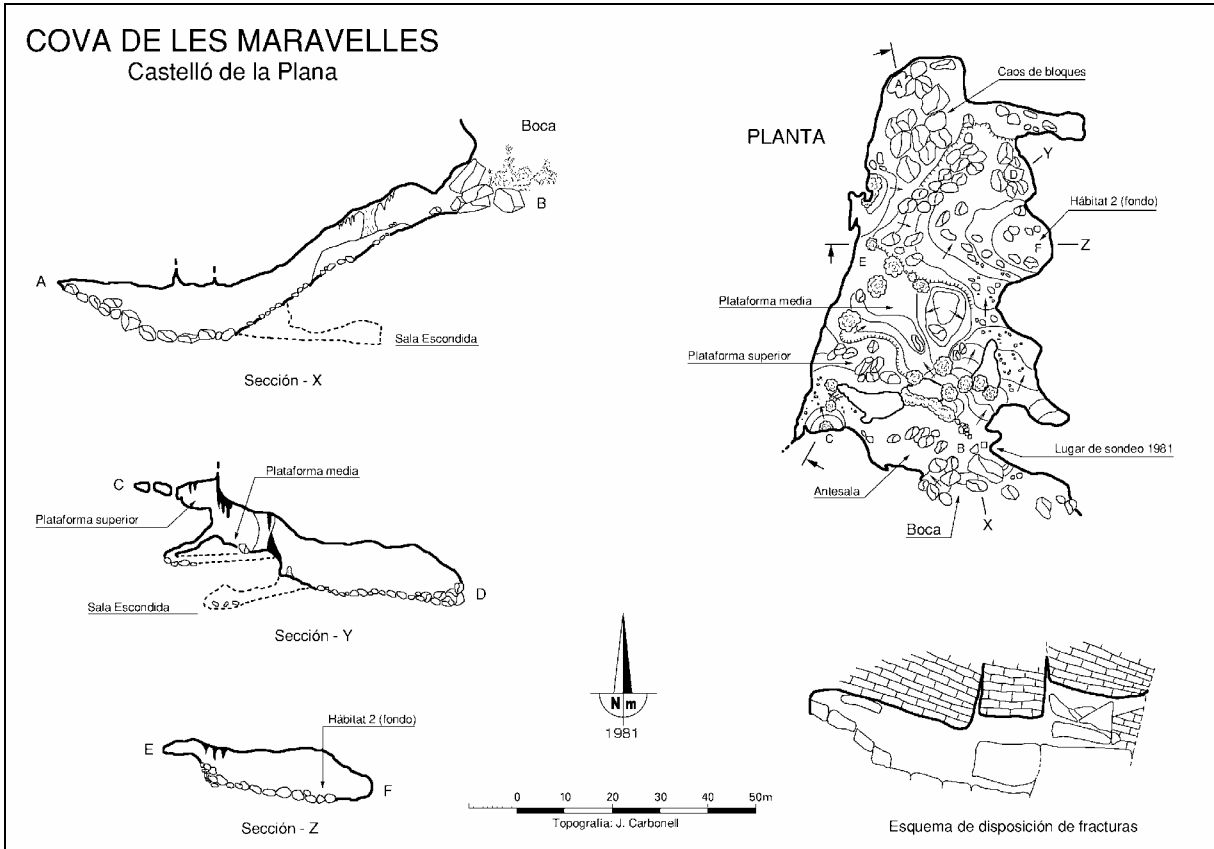 COVA DE LES MARAVELLES
Castelló de la Plana
Boca
B
A
Sala Escondida
Sección - X
Plataforma media
C
Plataforma superior
Sala Escondida
D
Sección - Y
Hábitat 2 (fondo)
E
F
Sección - Z
PLANTA
A
Caos de bloques
Y
D
Hábitat 2 (fondo)
F
Z
E
Plataforma media
Plataforma superior
C
B
Lugar de sondeo 1981
Antesala
Boca
X
N m
1981
0 10 20 30 40 50m
Topografia: J. Carbonell
Esquema de disposición de fracturas